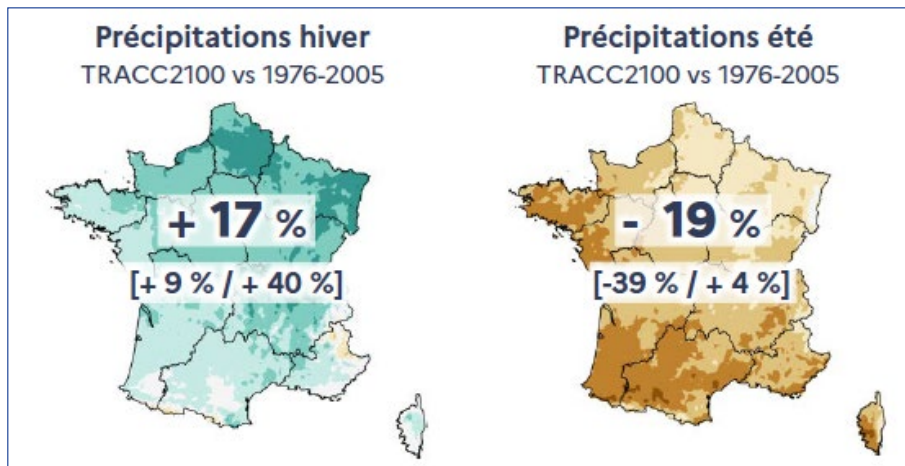 Précipitations hiver
TRACC2100 vs 1976-2005
+ 17 %
[+ 9 % / + 40 %]
Précipitations été
TRACC2100 vs 1976-2005
- 19 %
[-39 % / + 4 %]